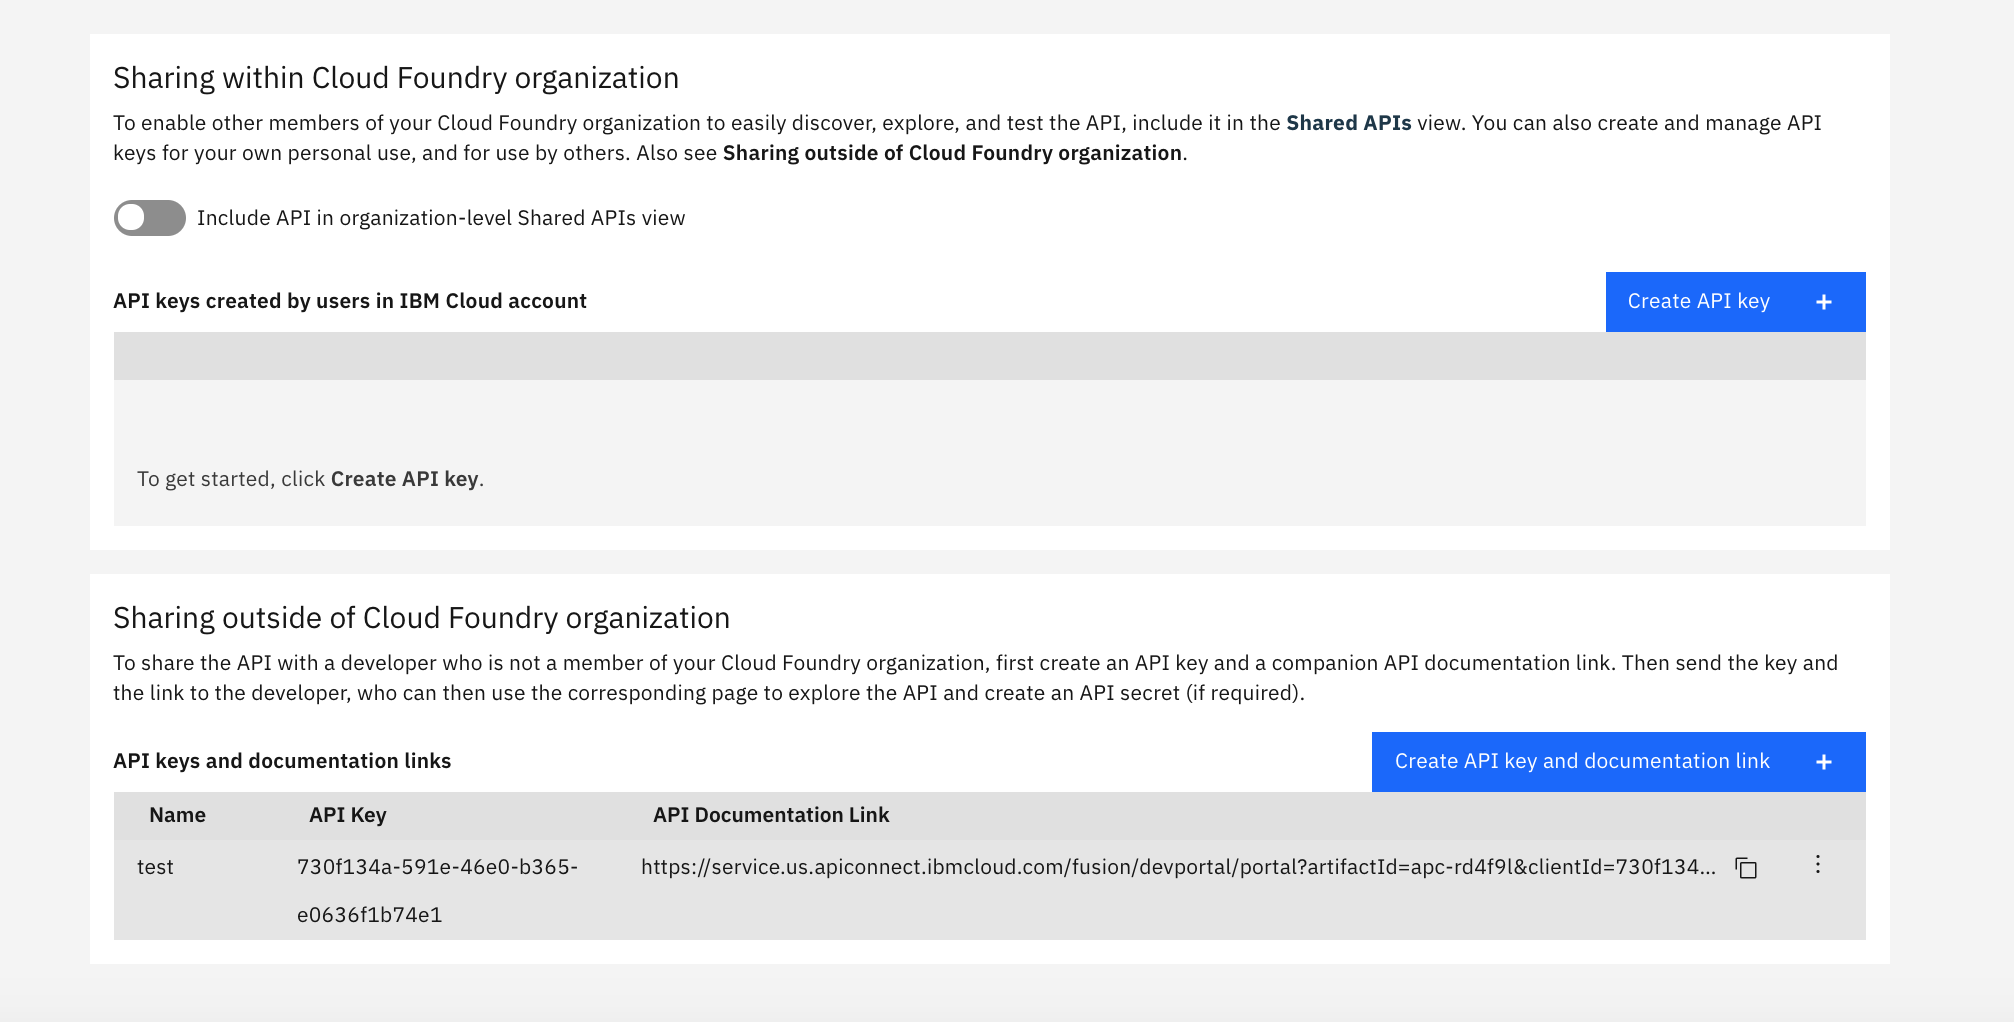 Sharing within Cloud Foundry organization
To enable other members of your Cloud Foundry organization to easily discover, explore, and test the API, include it in the Shared APIs view. You can also create and manage API
keys for your own personal use, and for use by others. Also see Sharing outside of Cloud Foundry organization.
Include API in organization-level Shared APIs view
API keys created by users in IBM Cloud account
Create API key +
To get started, click Create API key.
Sharing outside of Cloud Foundry organization
To share the API with a developer who is not a member of your Cloud Foundry organization, first create an API key and a companion API documentation link. Then send the key and
the link to the developer, who can then use the corresponding page to explore the API and create an API secret (if required).
API keys and documentation links
Create API key and documentation link +
Name API Key API Documentation Link
test 730f134a-591e-46e0-b365- https://service.us.apiconnect.ibmcloud.com/fusion/devportal/portal?artifactId=apc-rd4f9l&clientId=730f134...
e0636f1b74e1